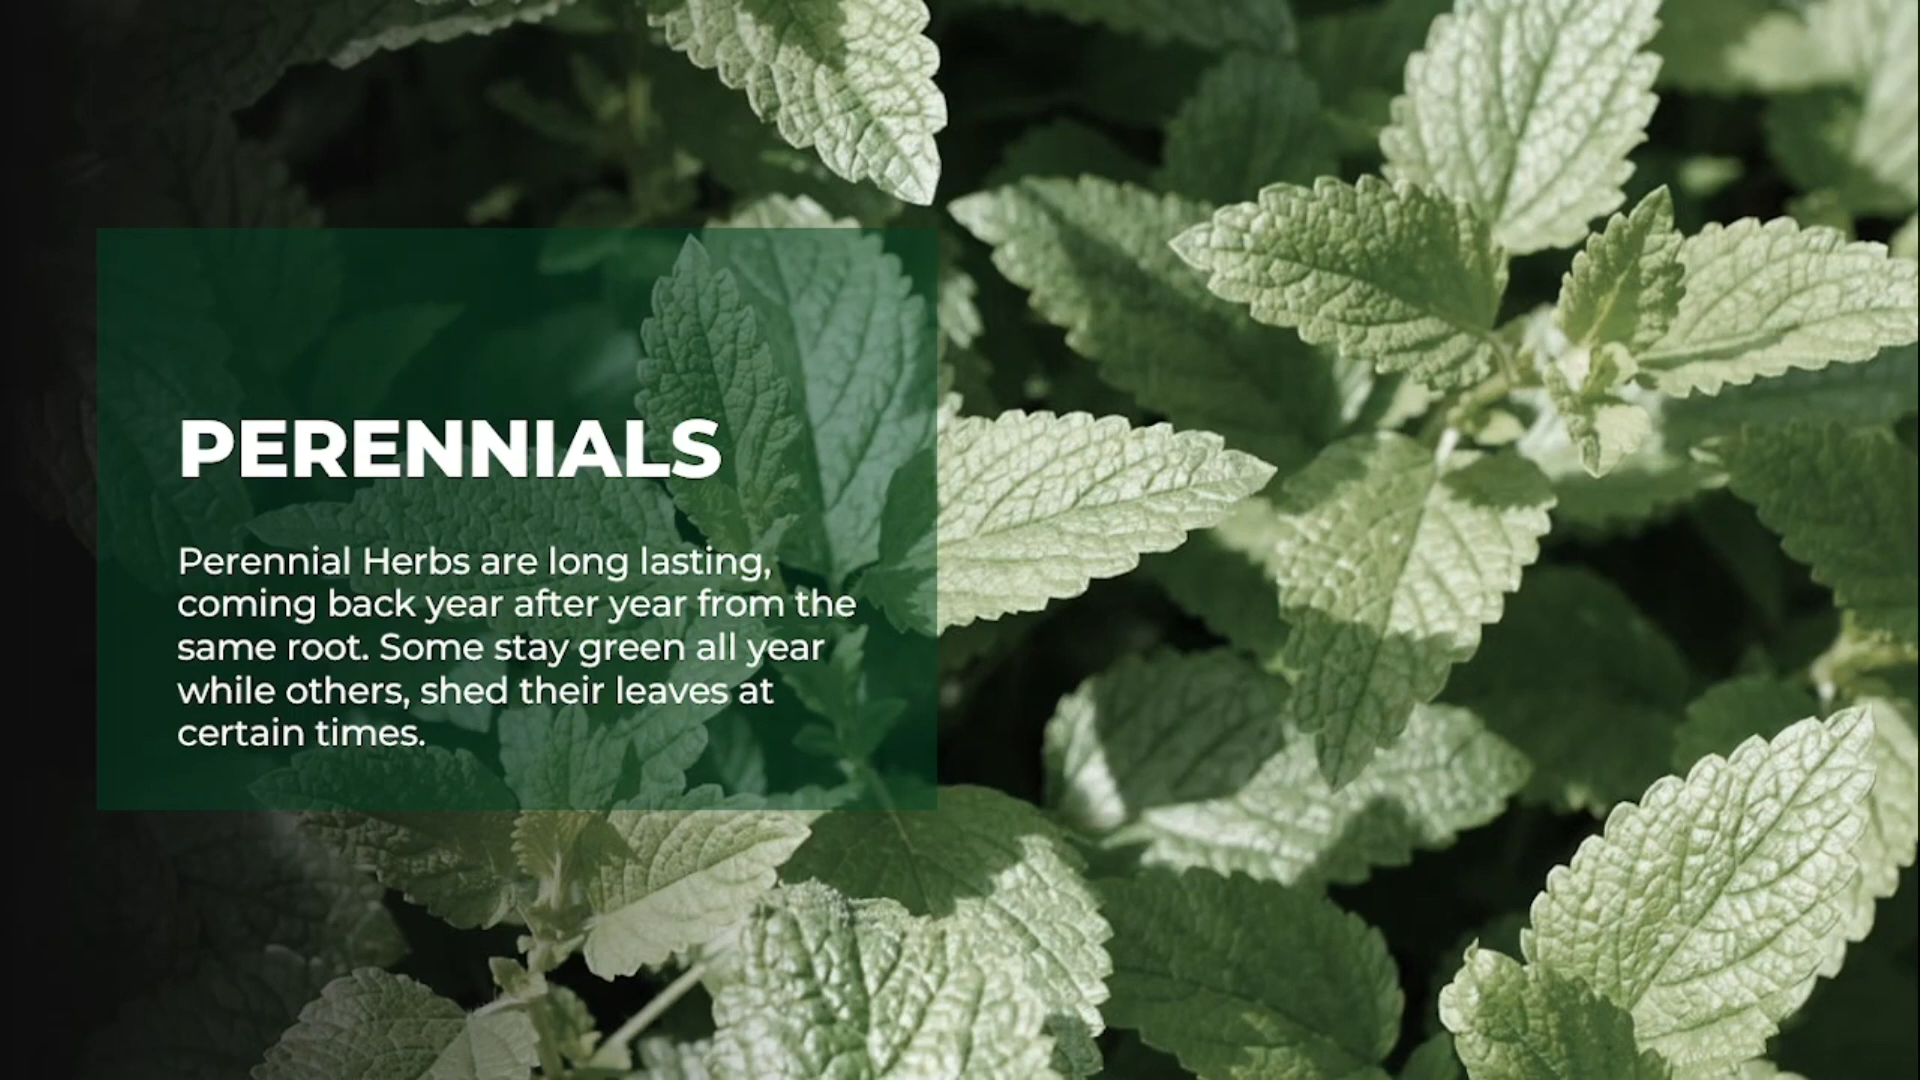 PERENNIALS
Perennial Herbs are long lasting,
coming back year after year from the
same root. Some stay green all year
while others, shed their leaves at
certain times.